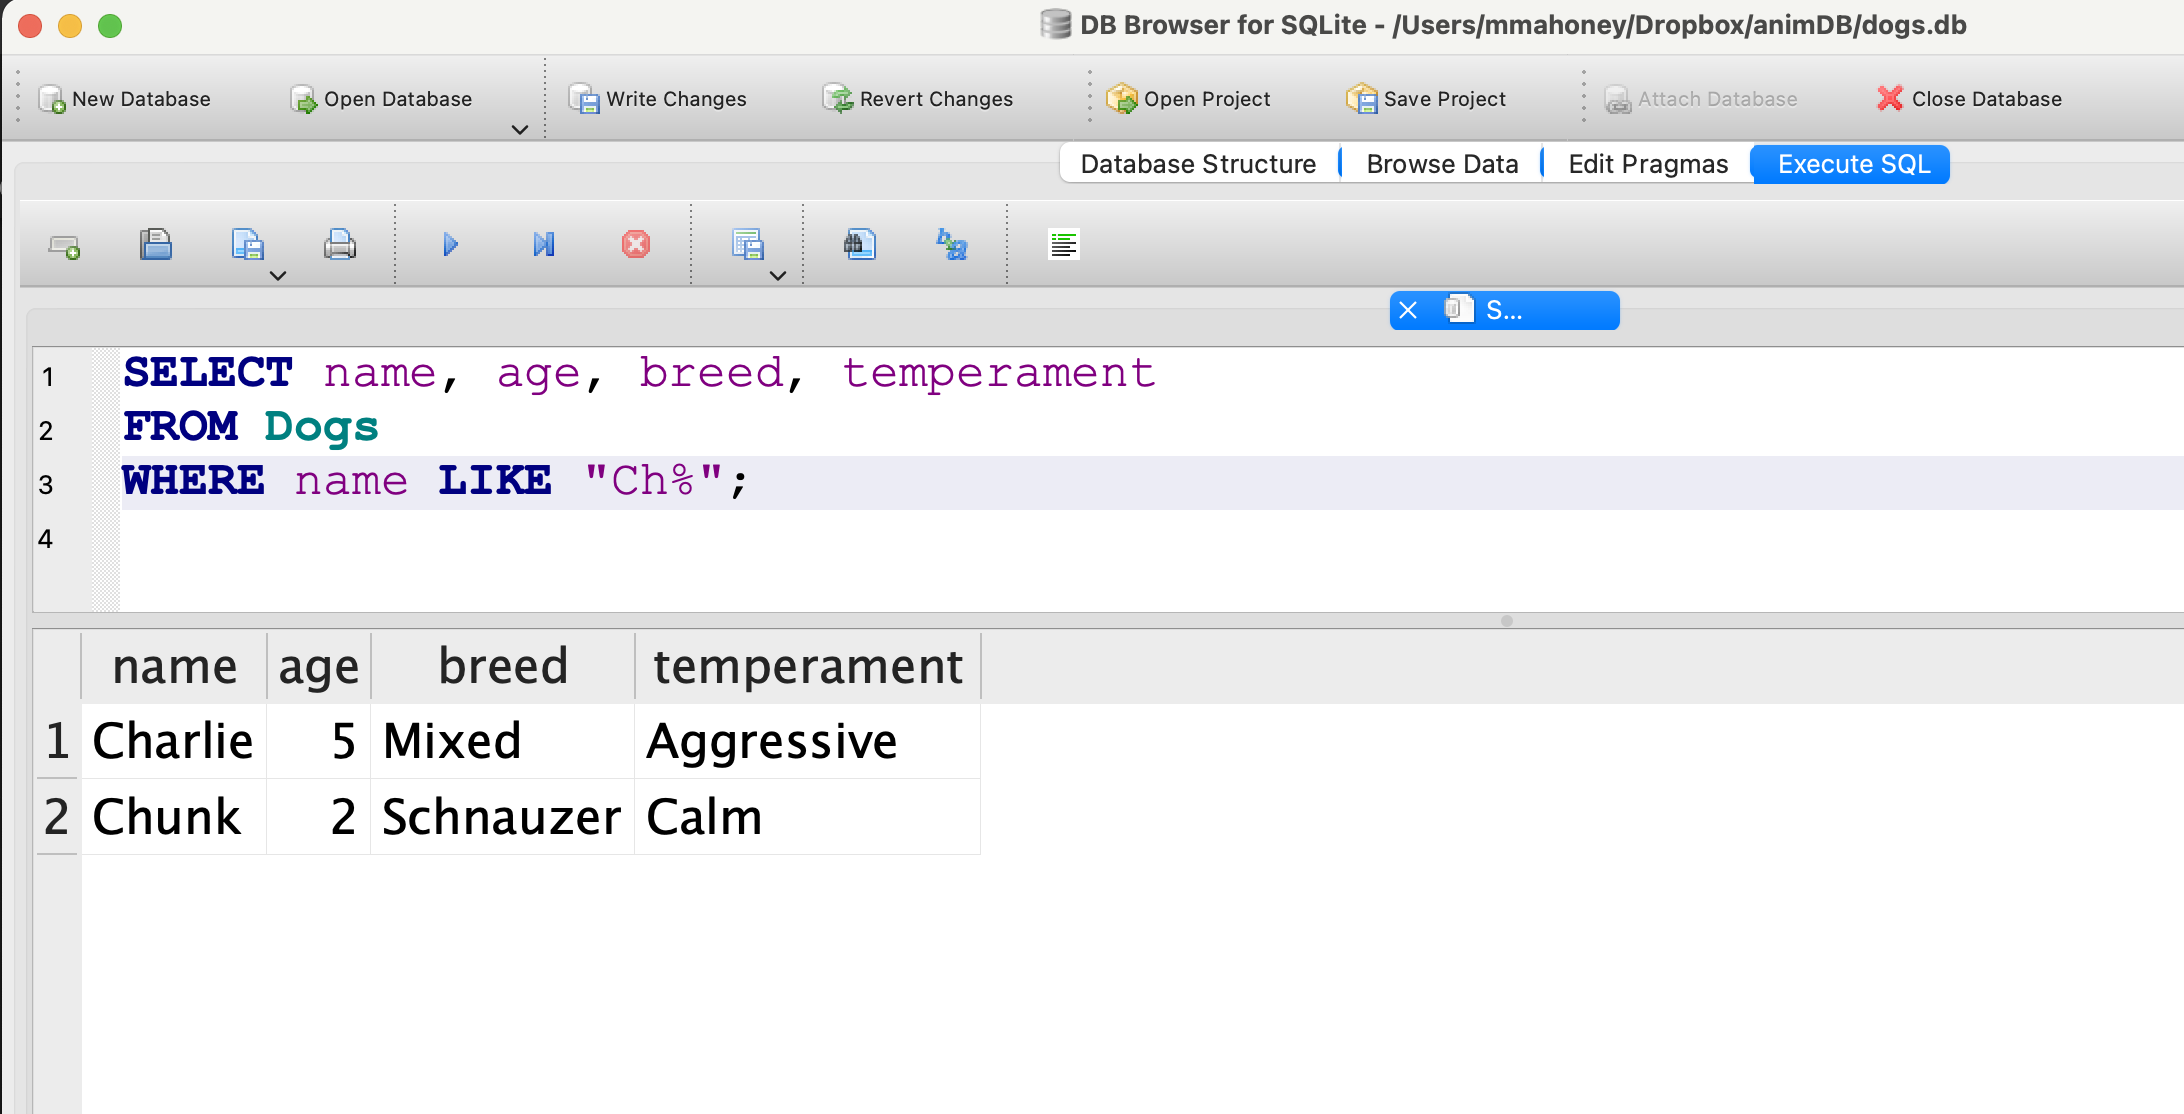 DB Browser for SQLite - /Users/mmahoney/Dropbox/animDB/dogs.db
New Database Open Database Write Changes Revert Changes Open Project Save Project Attach Database Close Database
Database Structure Browse Data Edit Pragmas Execute SQL
S...
1 SELECT name, age, breed, temperament
2 FROM Dogs
3 WHERE name LIKE "Ch%";
4
name age breed temperament
1 Charlie 5 Mixed Aggressive
2 Chunk 2 Schnauzer Calm